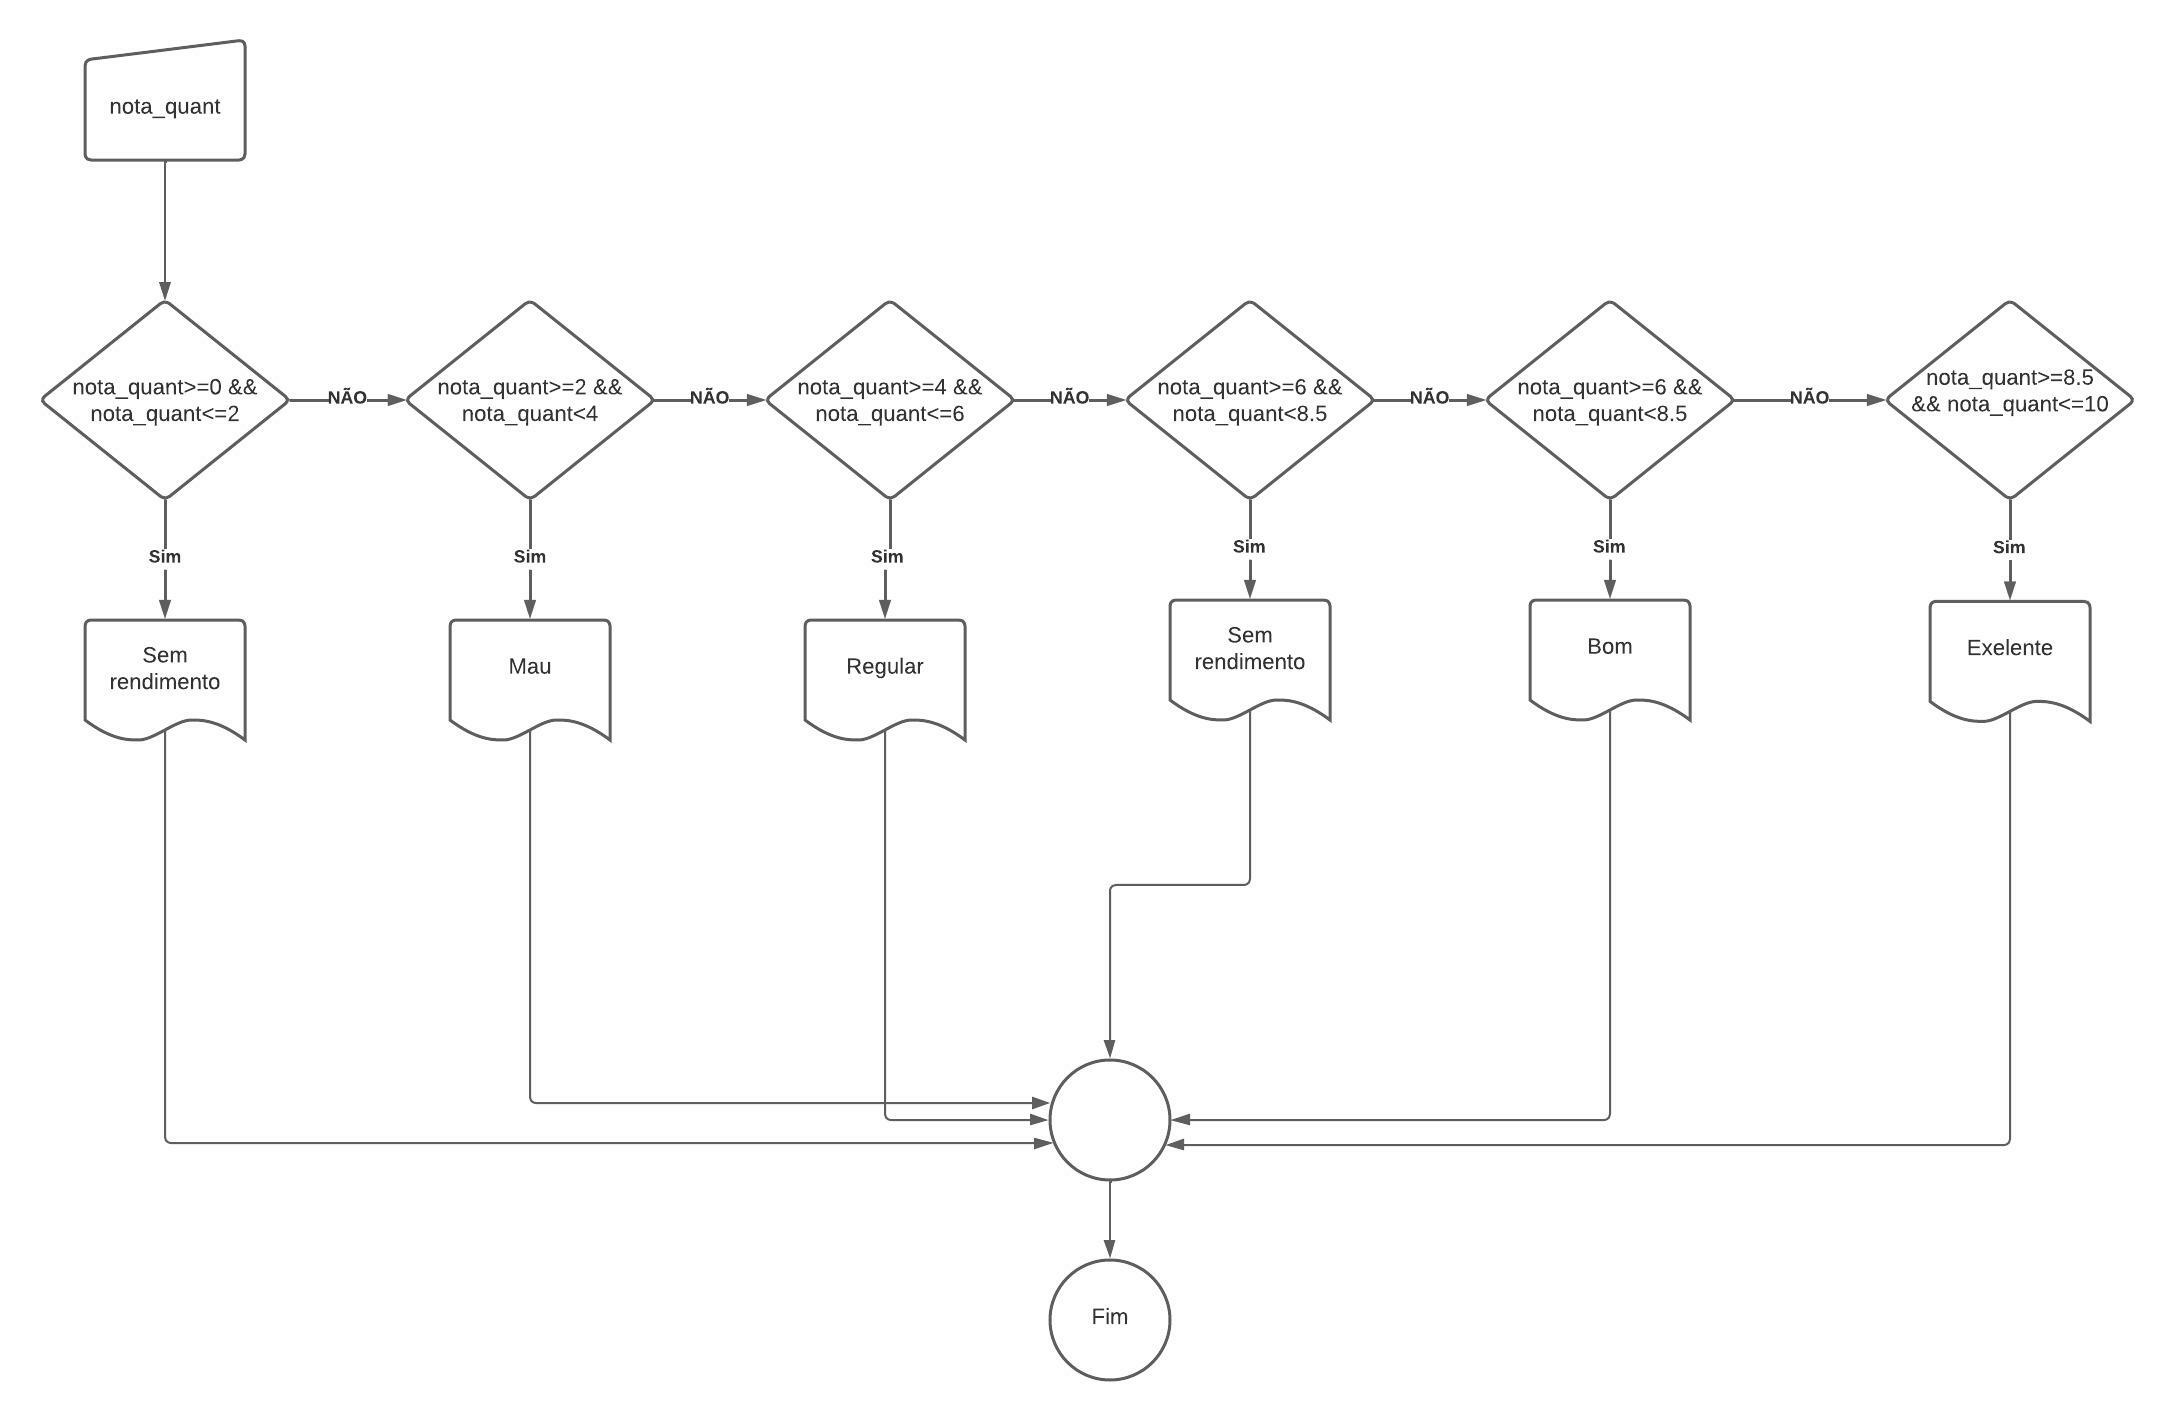 nota_quant
nota_quant>=0 &&
nota_quant<=2
NÃO
nota_quant>=2 &&
nota_quant<4
NÃO
nota_quant>=4 &&
nota_quant<=6
NÃO
nota_quant>=6 &&
nota_quant<8.5
NÃO
nota_quant>=6 &&
nota_quant<8.5
NÃO
nota_quant>=8.5
&& nota_quant<=10
Sim
Sim
Sim
Sim
Sim
Sim
Sem
rendimento
Mau
Regular
Sem
rendimento
Bom
Exelente
Fim